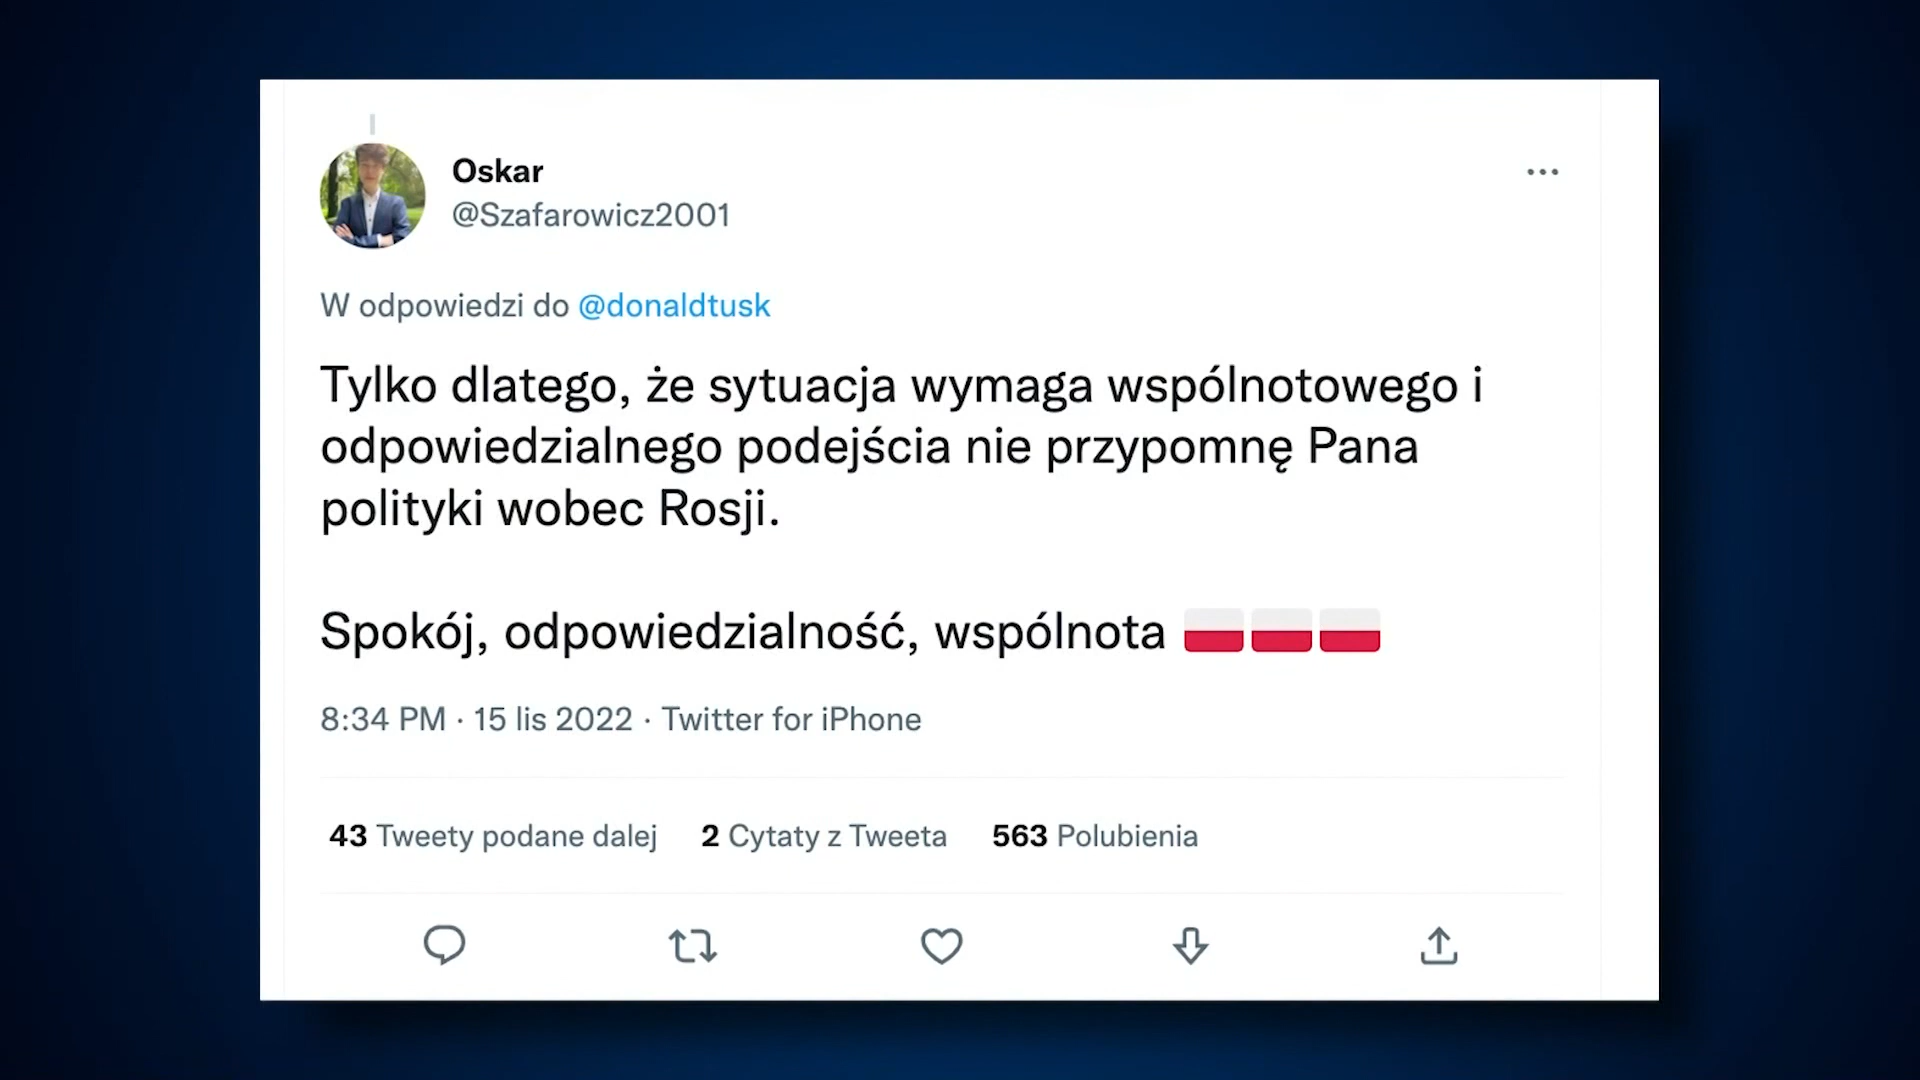 Oskar
@Szafarowicz2001
W odpowiedzi do @donaldtusk
Tylko dlatego, że sytuacja wymaga wspólnotowego i
odpowiedzialnego podejścia nie przypomnę Pana
polityki wobec Rosji.
Spokój, odpowiedzialność, wspólnota 🇵🇱🇵🇱🇵🇱
8:34 PM · 15 lis 2022 · Twitter for iPhone
43 Tweety podane dalej 2 Cytaty z Tweeta 563 Polubienia